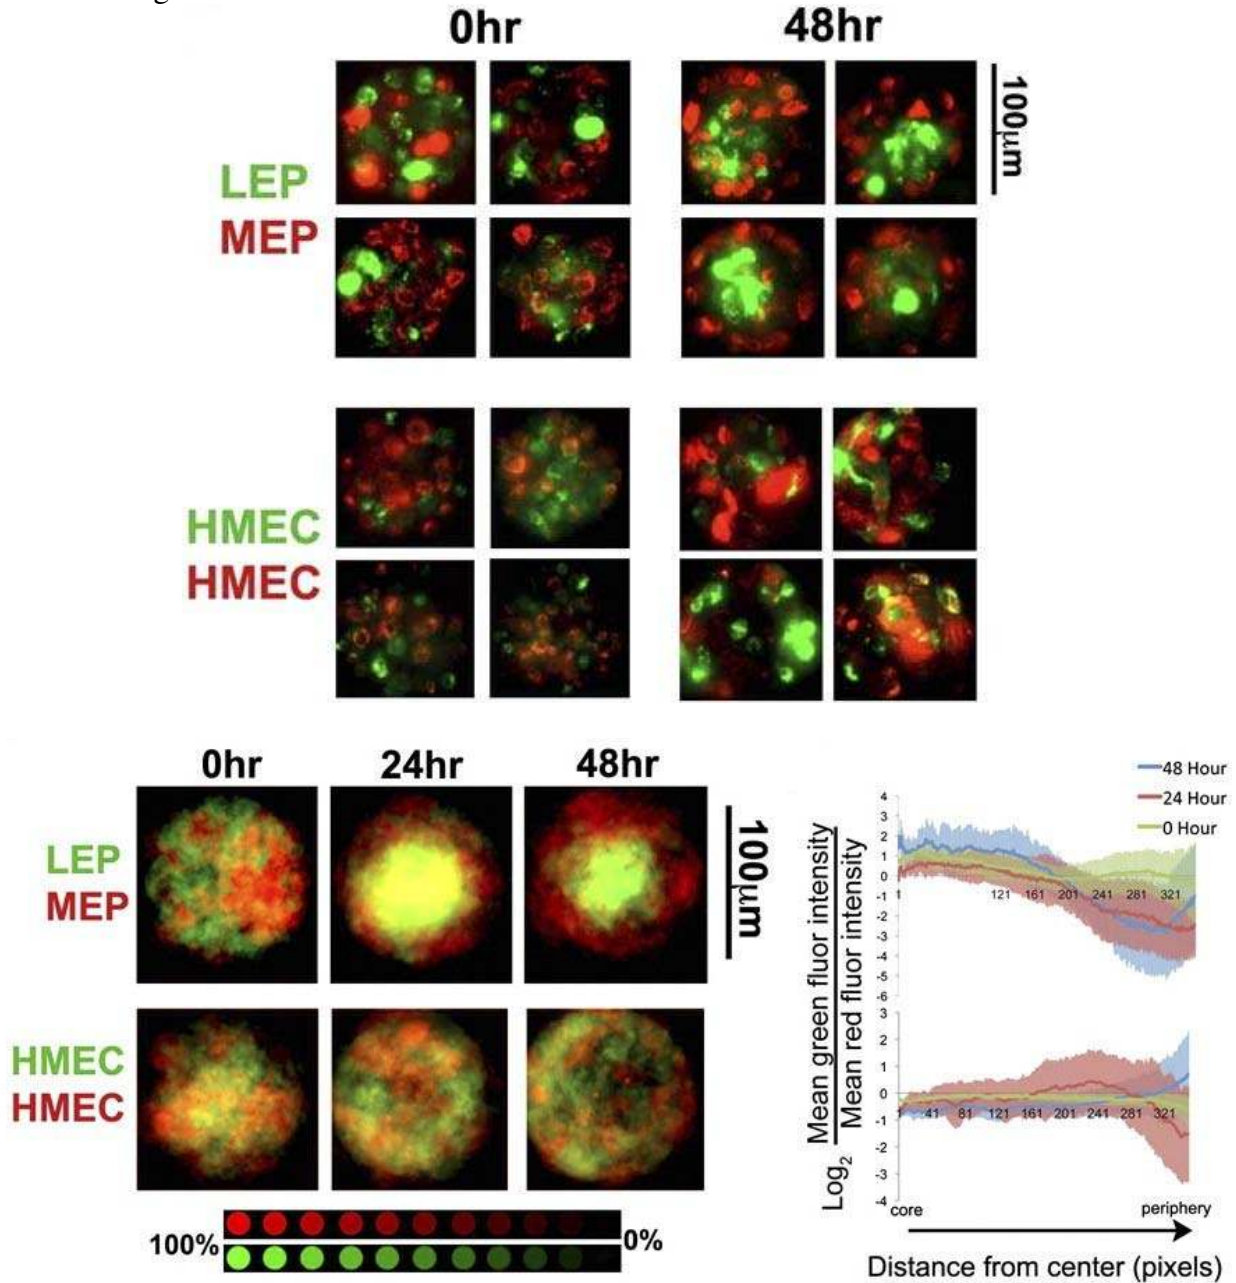 0hr 48hr
LEP
MEP
100μm
HMEC
HMEC
0hr 24hr 48hr
LEP
MEP
100μm
HMEC
HMEC
100% 0%
48 Hour
24 Hour
0 Hour
4
3
2
1
0
-1
-2
-3
-4
-5
-6
1 121 161 201 241 281 321
3
2
1
0
-1
-2
-3
-4
1 41 81 121 161 201 241 281 321
Log2 Mean green fluor intensity
Mean red fluor intensity
core periphery
Distance from center (pixels)